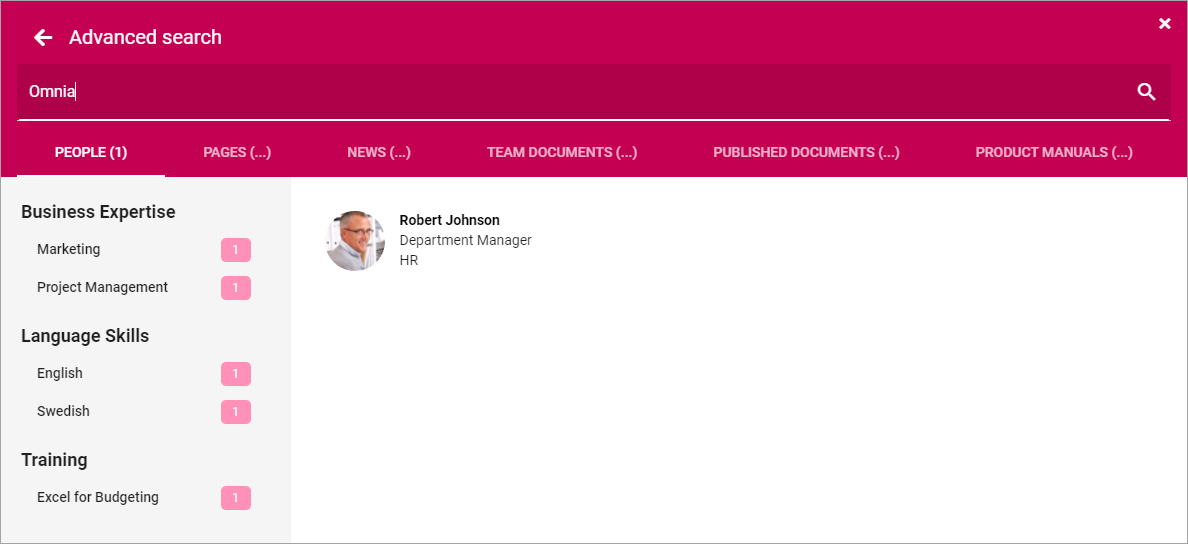 Advanced search
Omnia
PEOPLE (1) PAGES (...) NEWS (...) TEAM DOCUMENTS (...) PUBLISHED DOCUMENTS (...) PRODUCT MANUALS (...)
Business Expertise
Marketing 1
Project Management 1
Language Skills
English 1
Swedish 1
Training
Excel for Budgeting 1
Robert Johnson
Department Manager
HR